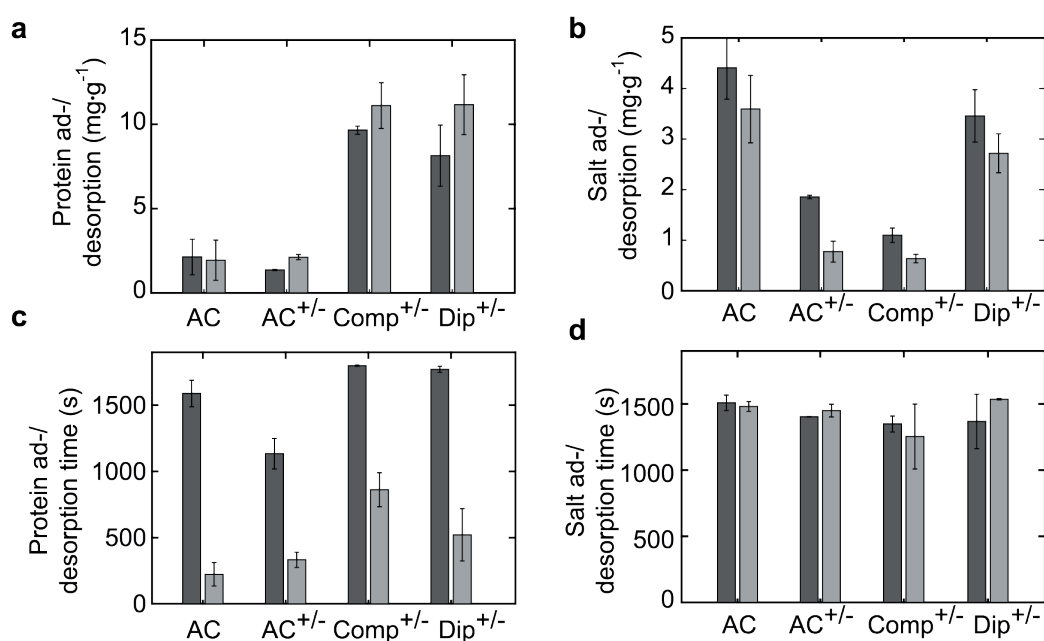 a
Protein ad-/
desorption (mg·g⁻¹)
15
10
5
0
AC AC⁺/⁻ Comp⁺/⁻ Dip⁺/⁻
b
Salt ad-/
desorption (mg·g⁻¹)
5
4
3
2
1
0
AC AC⁺/⁻ Comp⁺/⁻ Dip⁺/⁻
c
Protein ad-/
desorption time (s)
1500
1000
500
0
AC AC⁺/⁻ Comp⁺/⁻ Dip⁺/⁻
d
Salt ad-/
desorption time (s)
1500
1000
500
0
AC AC⁺/⁻ Comp⁺/⁻ Dip⁺/⁻